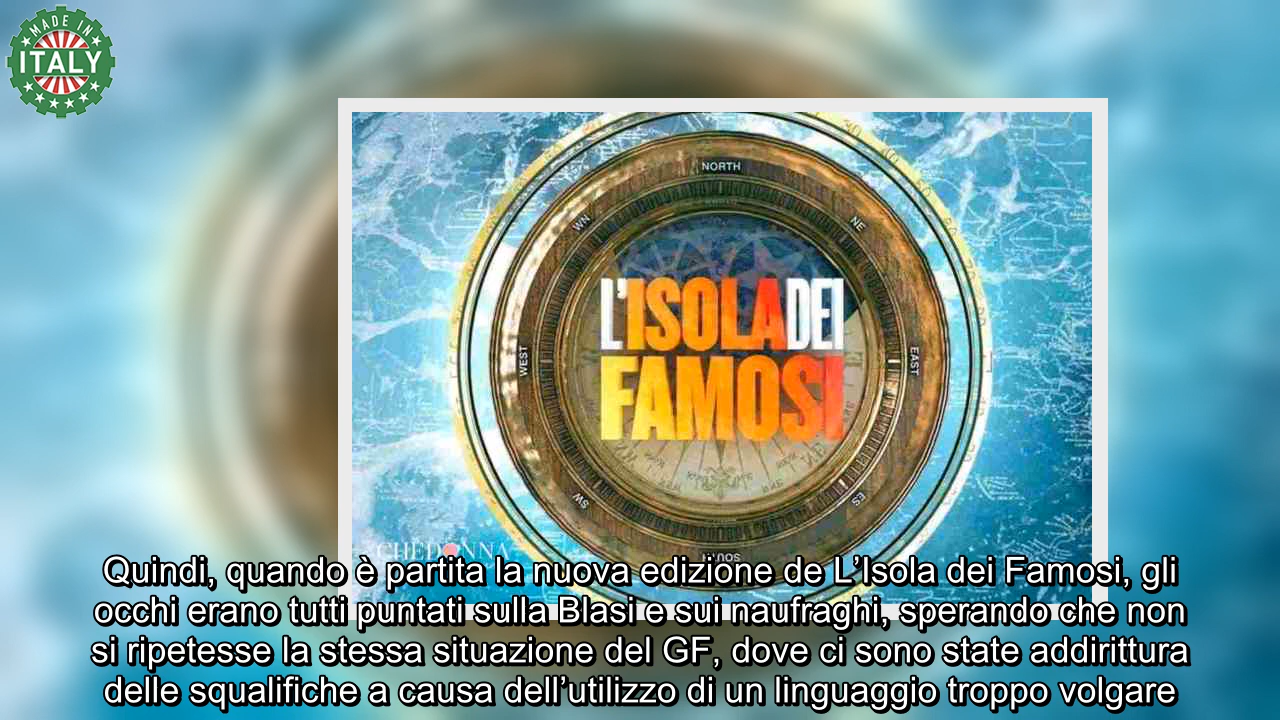 MADE IN
ITALY
NORTH
WN
NE
WEST
EAST
L'ISOLA DEI
FAMOSI
SW
ES
SOUTH
CHEDONNA
Quindi, quando è partita la nuova edizione de L’Isola dei Famosi, gli
occhi erano tutti puntati sulla Blasi e sui naufraghi, sperando che non
si ripetesse la stessa situazione del GF, dove ci sono state addirittura
delle squalifiche a causa dell’utilizzo di un linguaggio troppo volgare